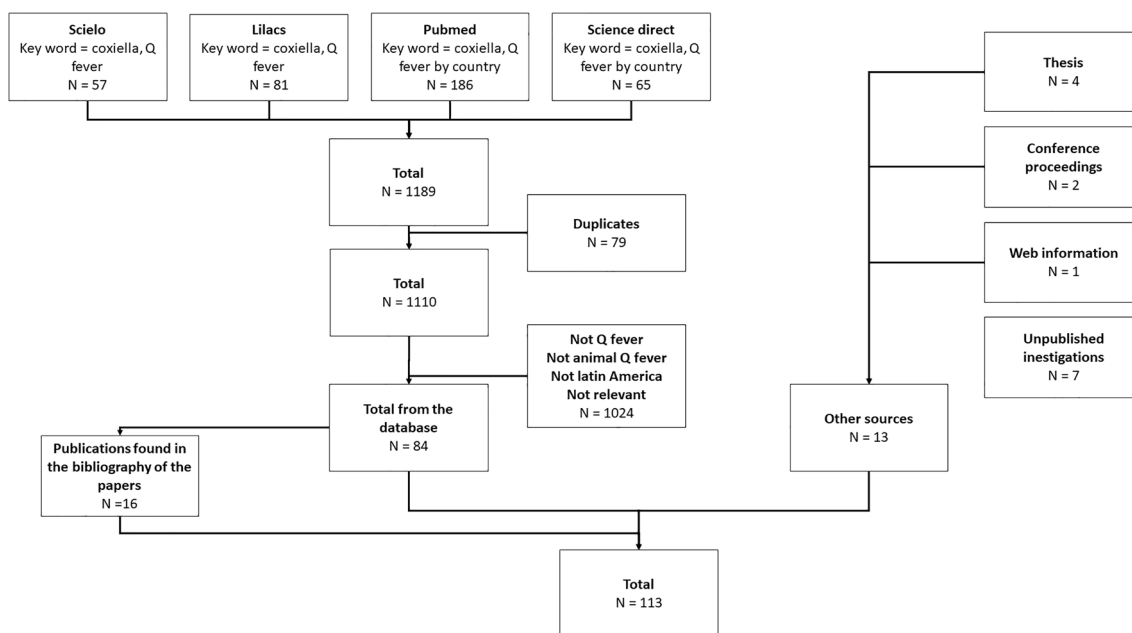 Scielo
Key word = coxiella, Q
fever
N = 57
Lilacs
Key word = coxiella, Q
fever
N = 81
Pubmed
Key word = coxiella, Q
fever by country
N = 186
Science direct
Key word = coxiella, Q
fever by country
N = 65
Total
N = 1189
Duplicates
N = 79
Total
N = 1110
Not Q fever
Not animal Q fever
Not latin America
Not relevant
N = 1024
Total from the
database
N = 84
Publications found in
the bibliography of the
papers
N =16
Thesis
N = 4
Conference
proceedings
N = 2
Web information
N = 1
Unpublished
inestigations
N = 7
Other sources
N = 13
Total
N = 113